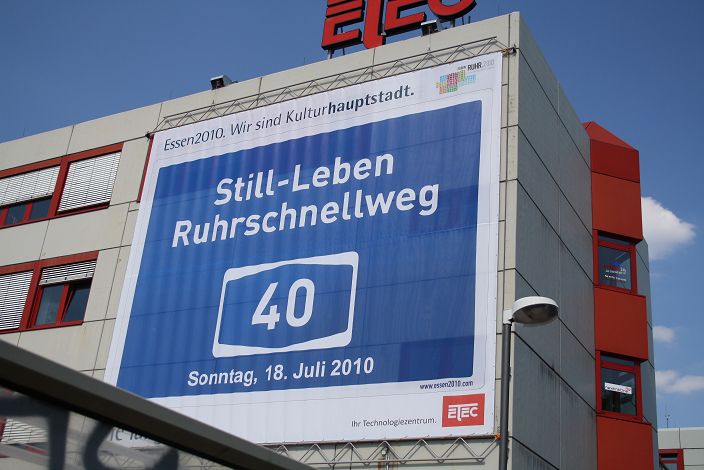 ETEC
ESSEN
RUHR.2010
Essen2010. Wir sind Kulturhauptstadt.
Still-Leben
Ruhrschnellweg
40
Sonntag, 18. Juli 2010
www.essen2010.com
Ihr Technologiezentrum.
ETEC